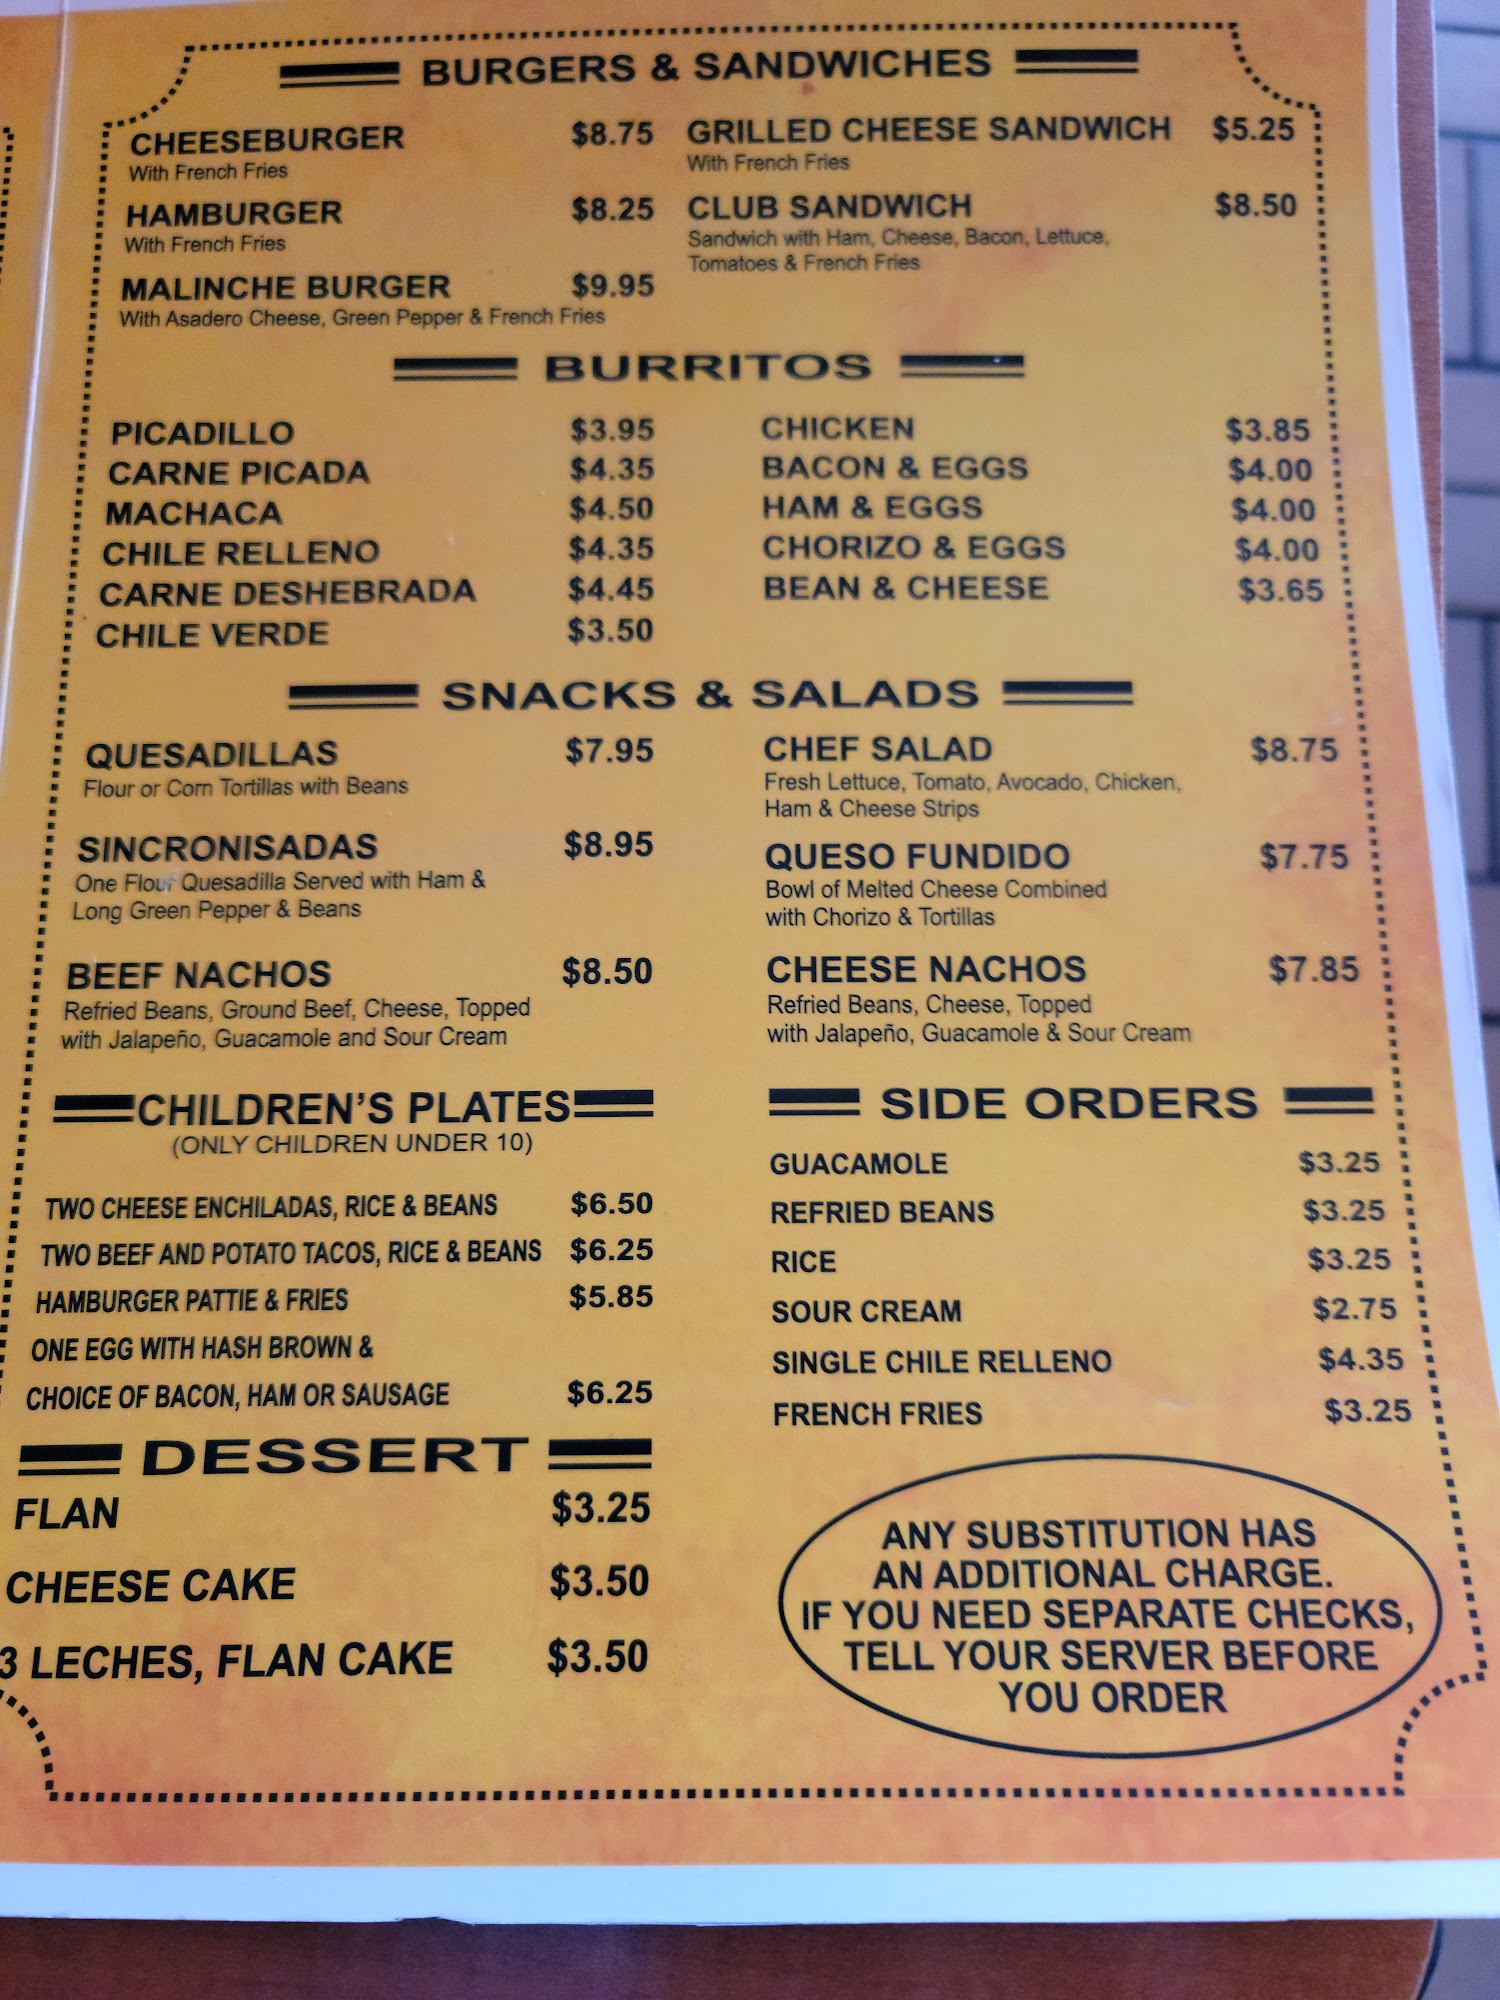 BURGERS & SANDWICHES
CHEESEBURGER $8.75
With French Fries
HAMBURGER $8.25
With French Fries
MALINCHE BURGER $9.95
With Asadero Cheese, Green Pepper & French Fries
GRILLED CHEESE SANDWICH $5.25
With French Fries
CLUB SANDWICH $8.50
Sandwich with Ham, Cheese, Bacon, Lettuce,
Tomatoes & French Fries
BURRITOS
PICADILLO $3.95
CARNE PICADA $4.35
MACHACA $4.50
CHILE RELLENO $4.35
CARNE DESHEBRADA $4.45
CHILE VERDE $3.50
CHICKEN $3.85
BACON & EGGS $4.00
HAM & EGGS $4.00
CHORIZO & EGGS $4.00
BEAN & CHEESE $3.65
SNACKS & SALADS
QUESADILLAS $7.95
Flour or Corn Tortillas with Beans
SINCRONISADAS $8.95
One Flour Quesadilla Served with Ham &
Long Green Pepper & Beans
BEEF NACHOS $8.50
Refried Beans, Ground Beef, Cheese, Topped
with Jalapeño, Guacamole and Sour Cream
CHEF SALAD $8.75
Fresh Lettuce, Tomato, Avocado, Chicken,
Ham & Cheese Strips
QUESO FUNDIDO $7.75
Bowl of Melted Cheese Combined
with Chorizo & Tortillas
CHEESE NACHOS $7.85
Refried Beans, Cheese, Topped
with Jalapeño, Guacamole & Sour Cream
CHILDREN'S PLATES
(ONLY CHILDREN UNDER 10)
TWO CHEESE ENCHILADAS, RICE & BEANS $6.50
TWO BEEF AND POTATO TACOS, RICE & BEANS $6.25
HAMBURGER PATTIE & FRIES $5.85
ONE EGG WITH HASH BROWN &
CHOICE OF BACON, HAM OR SAUSAGE $6.25
DESSERT
FLAN $3.25
CHEESE CAKE $3.50
3 LECHES, FLAN CAKE $3.50
SIDE ORDERS
GUACAMOLE $3.25
REFRIED BEANS $3.25
RICE $3.25
SOUR CREAM $2.75
SINGLE CHILE RELLENO $4.35
FRENCH FRIES $3.25
ANY SUBSTITUTION HAS
AN ADDITIONAL CHARGE.
IF YOU NEED SEPARATE CHECKS,
TELL YOUR SERVER BEFORE
YOU ORDER